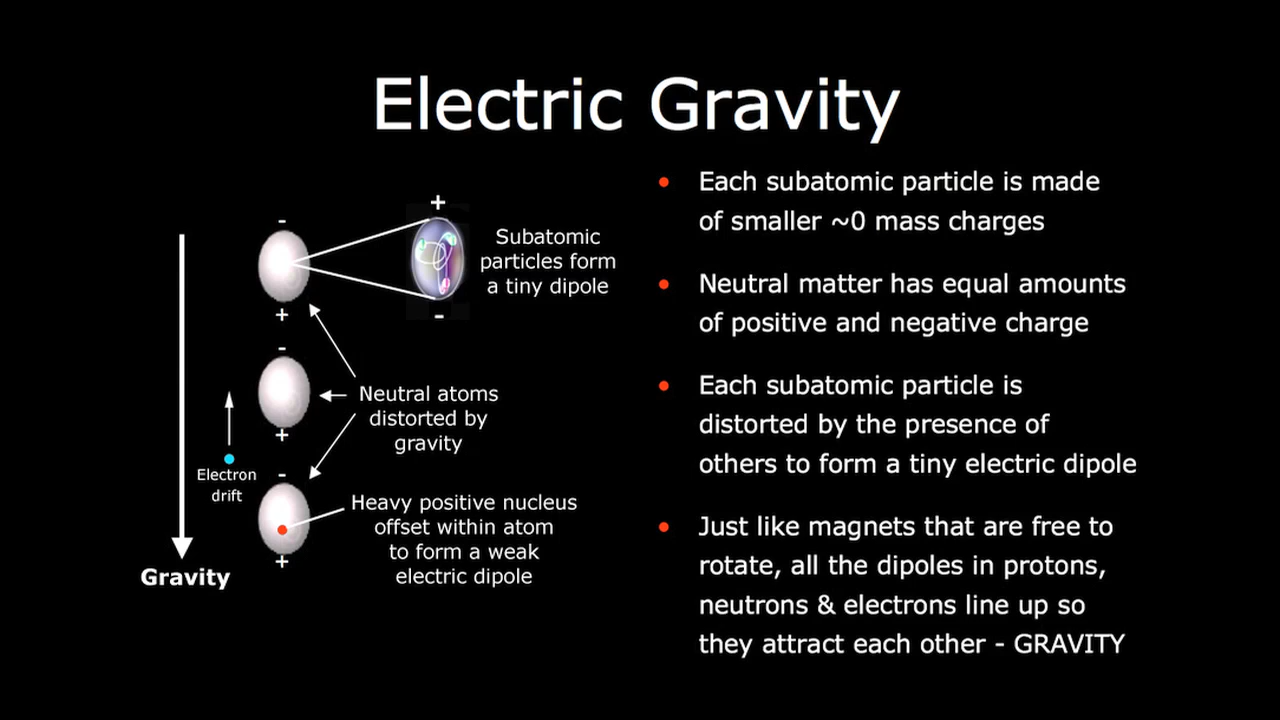 Electric Gravity
+
-
Subatomic
particles form
a tiny dipole
+
-
-
+
Neutral atoms
distorted by
gravity
Electron
drift
-
Heavy positive nucleus
offset within atom
to form a weak
electric dipole
+
Gravity
• Each subatomic particle is made
of smaller ~0 mass charges
• Neutral matter has equal amounts
of positive and negative charge
• Each subatomic particle is
distorted by the presence of
others to form a tiny electric dipole
• Just like magnets that are free to
rotate, all the dipoles in protons,
neutrons & electrons line up so
they attract each other - GRAVITY